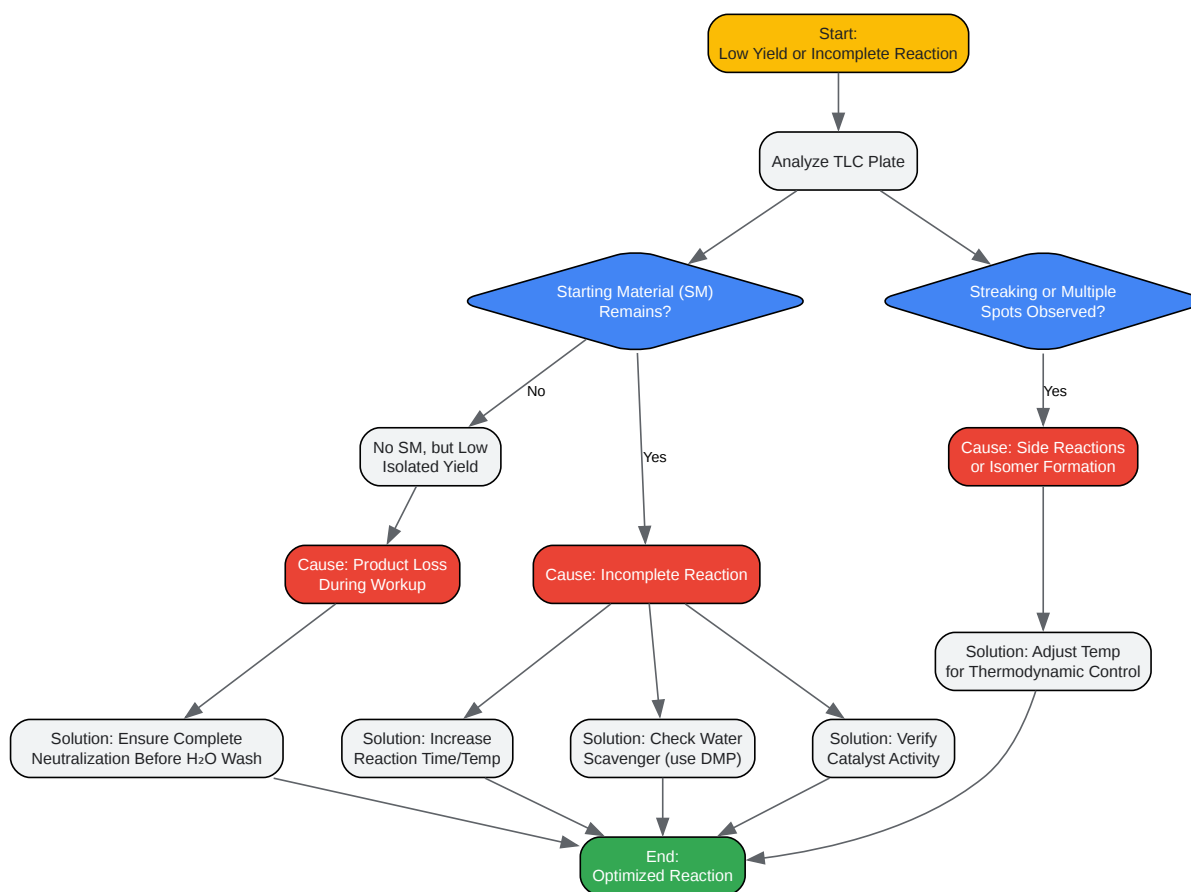 Start:
Low Yield or Incomplete Reaction
Analyze TLC Plate
Starting Material (SM)
Remains?
Streaking or Multiple
Spots Observed?
No
Yes
Yes
No SM, but Low
Isolated Yield
Cause: Side Reactions
or Isomer Formation
Cause: Product Loss
During Workup
Cause: Incomplete Reaction
Solution: Adjust Temp
for Thermodynamic Control
Solution: Ensure Complete
Neutralization Before H₂O Wash
Solution: Increase
Reaction Time/Temp
Solution: Check Water
Scavenger (use DMP)
Solution: Verify
Catalyst Activity
End:
Optimized Reaction